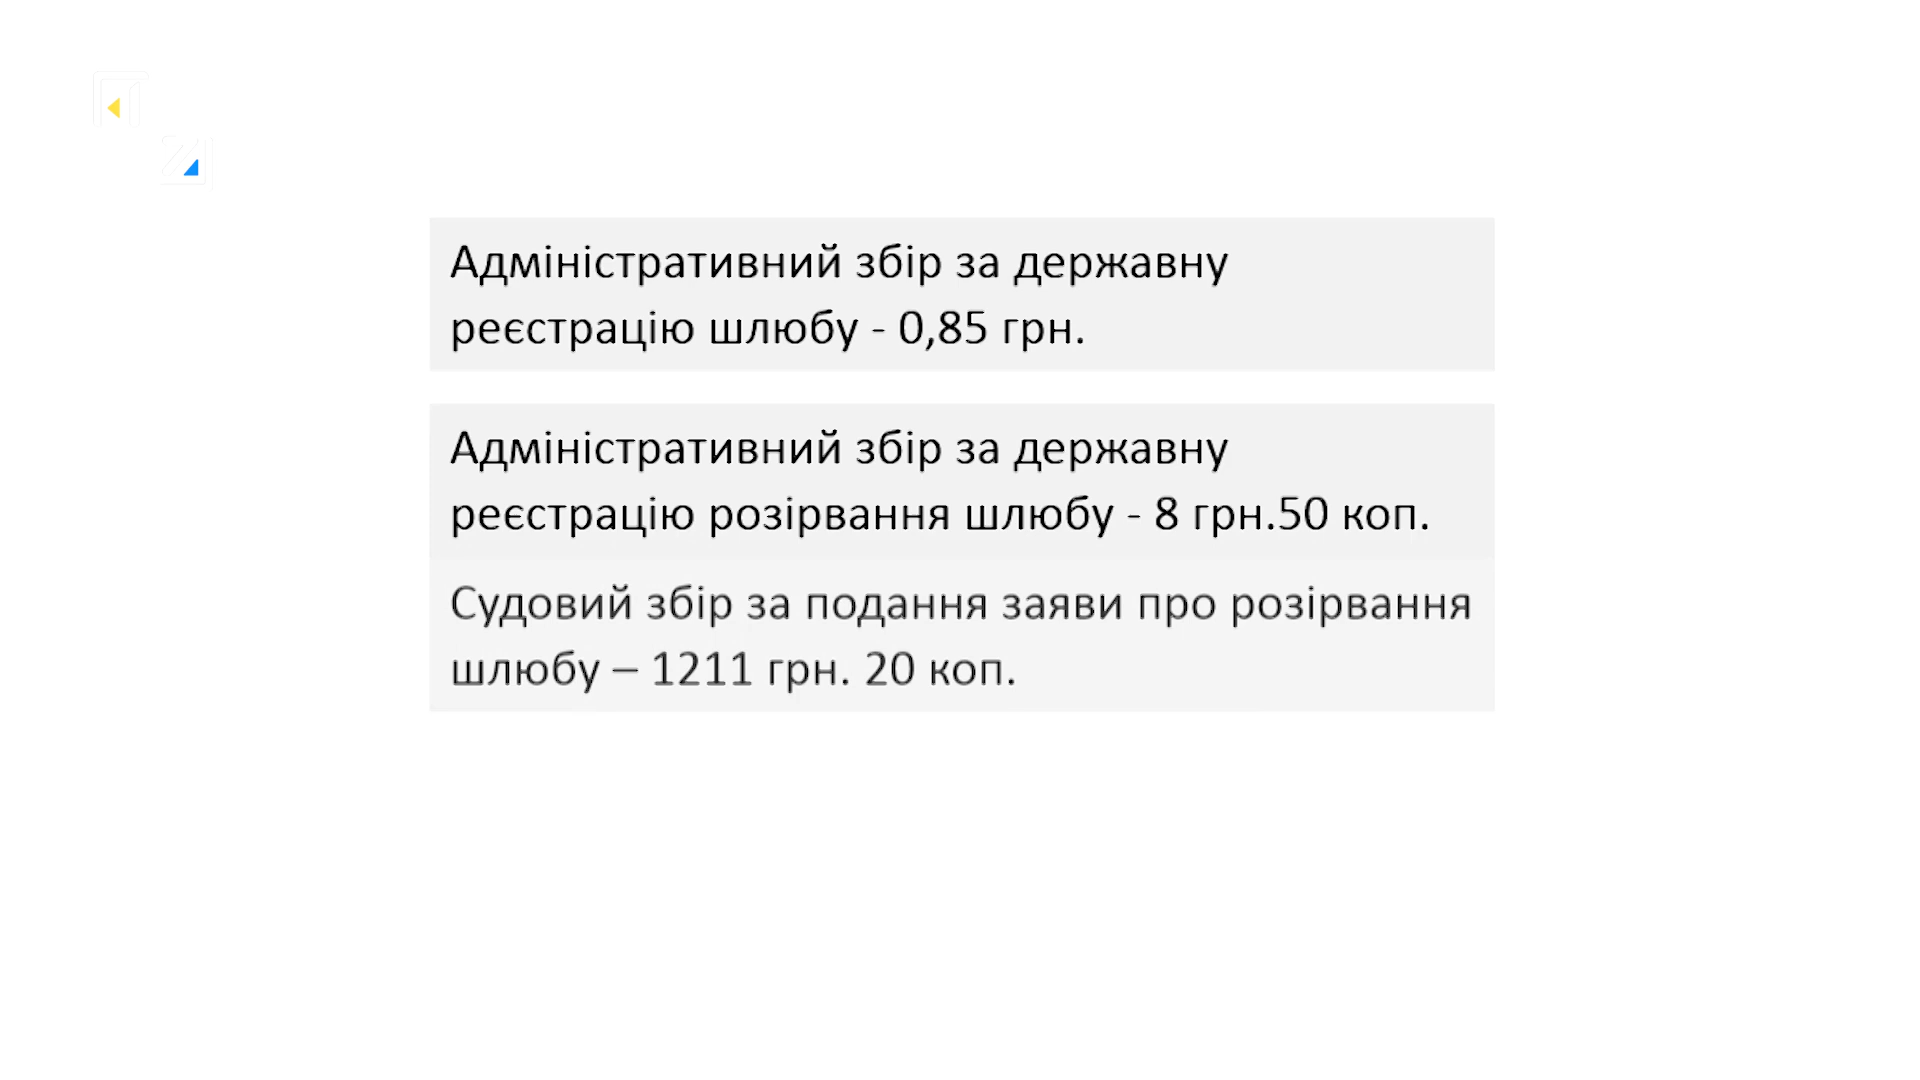 Адміністративний збір за державну
реєстрацію шлюбу - 0,85 грн.
Адміністративний збір за державну
реєстрацію розірвання шлюбу - 8 грн.50 коп.
Судовий збір за подання заяви про розірвання
шлюбу – 1211 грн. 20 коп.